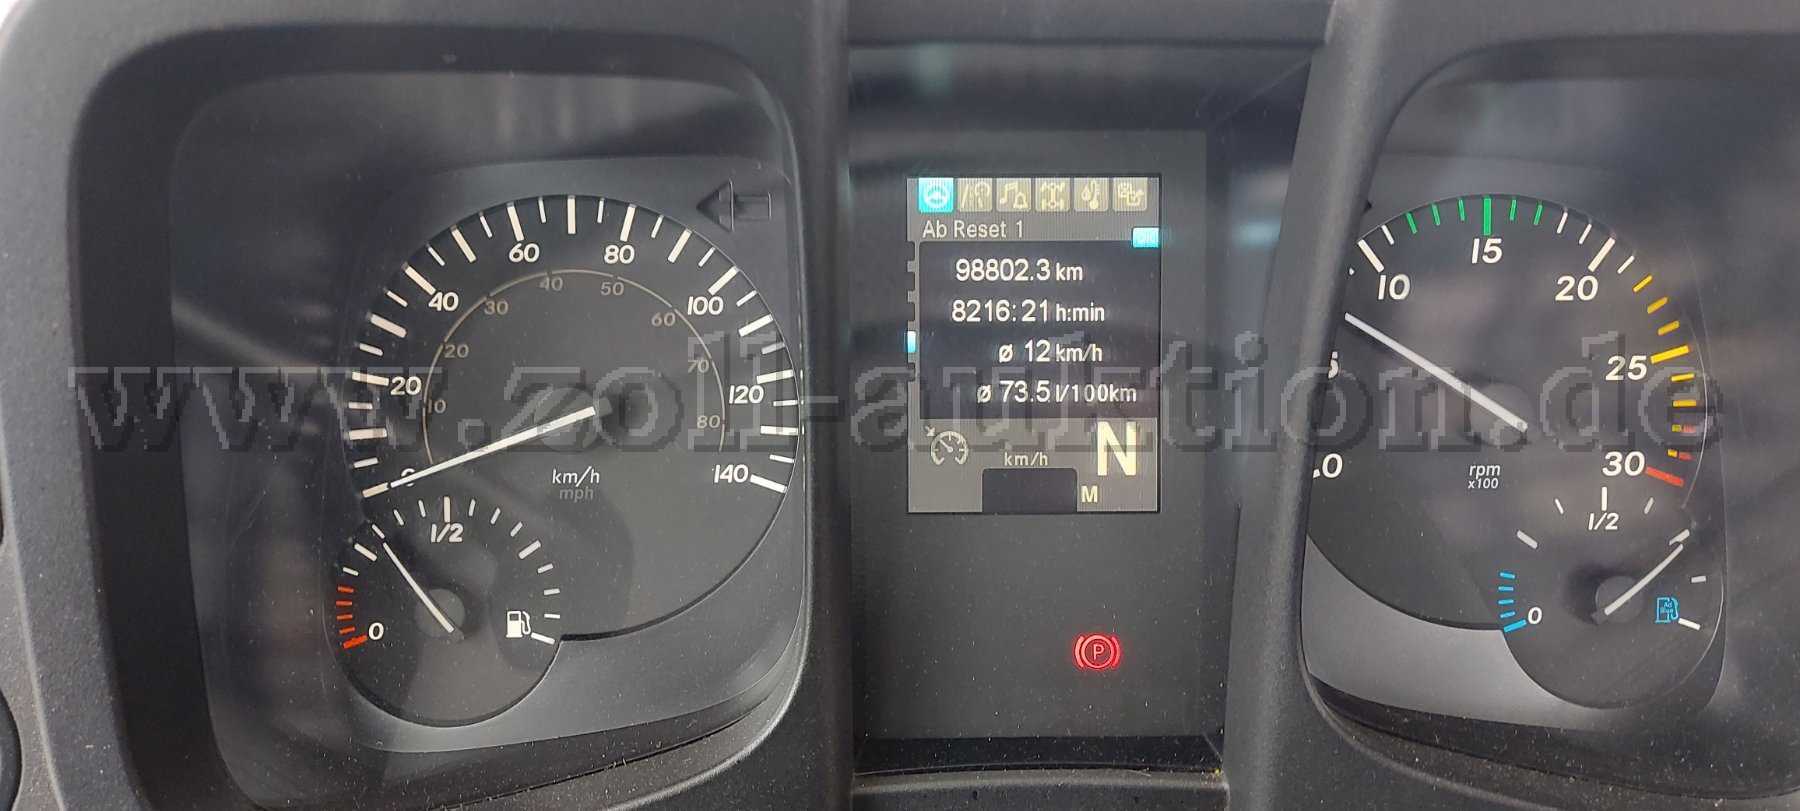 20
40
60
80
100
120
140
10
20
30
40
50
60
70
80
km/h
mph
0
1/2
Ab Reset 1
98802.3 km
8216:21 h:min
ø 12 km/h
ø 73.5 l/100km
km/h
N
M
P
10
15
20
25
30
rpm
x100
0
1/2
www.zoll-auktion.de